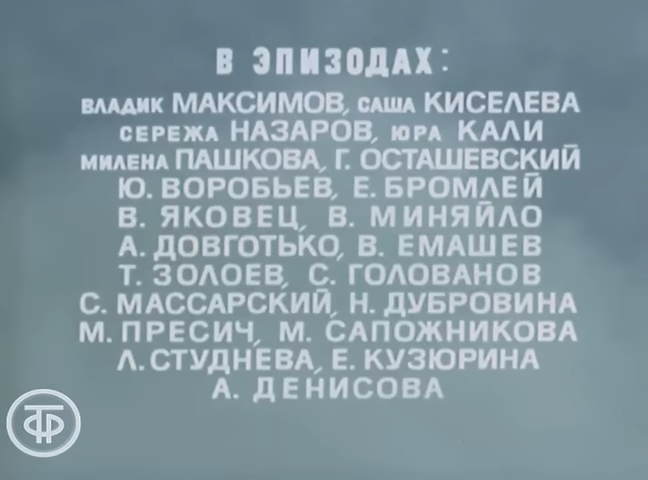 В ЭПИЗОДАХ:
ВЛАДИК МАКСИМОВ, САША КИСЕЛЕВА
СЕРЕЖА НАЗАРОВ, ЮРА КАЛИ
МИЛЕНА ПАШКОВА, Г. ОСТАШЕВСКИЙ
Ю. ВОРОБЬЕВ, Е. БРОМЛЕЙ
В. ЯКОВЕЦ, В. МИНЯЙЛО
А. ДОВГОТЬКО, В. ЕМАШЕВ
Т. ЗОЛОЕВ, С. ГОЛОВАНОВ
С. МАССАРСКИЙ, Н. ДУБРОВИНА
М. ПРЕСИЧ, М. САПОЖНИКОВА
Л. СТУДНЕВА, Е. КУЗЮРИНА
А. ДЕНИСОВА